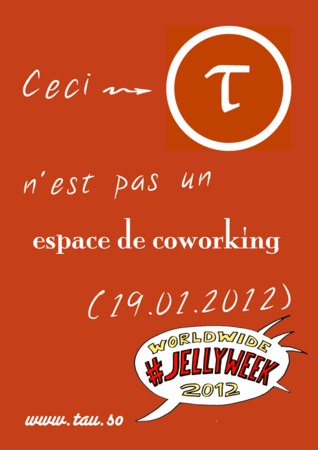 Ceci
τ
n'est pas un
espace de coworking
(19.01.2012)
WORLDWIDE
#JELLYWEEK
2012
www.tau.so